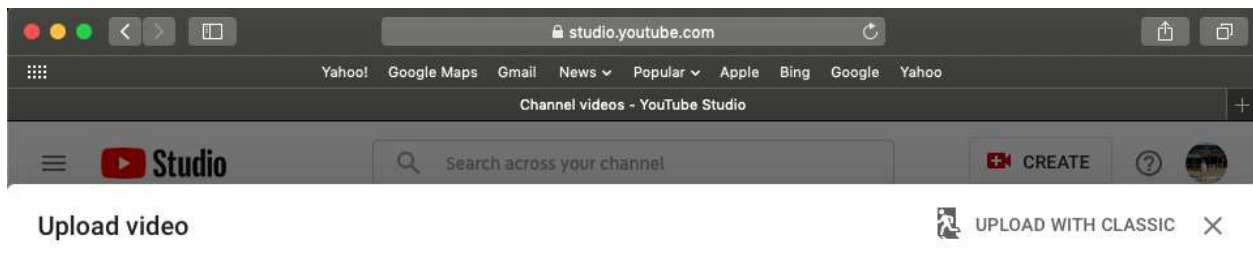 studio.youtube.com
Yahoo! Google Maps Gmail News Popular Apple Bing Google Yahoo
Channel videos - YouTube Studio
Studio Search across your channel CREATE
Upload video UPLOAD WITH CLASSIC